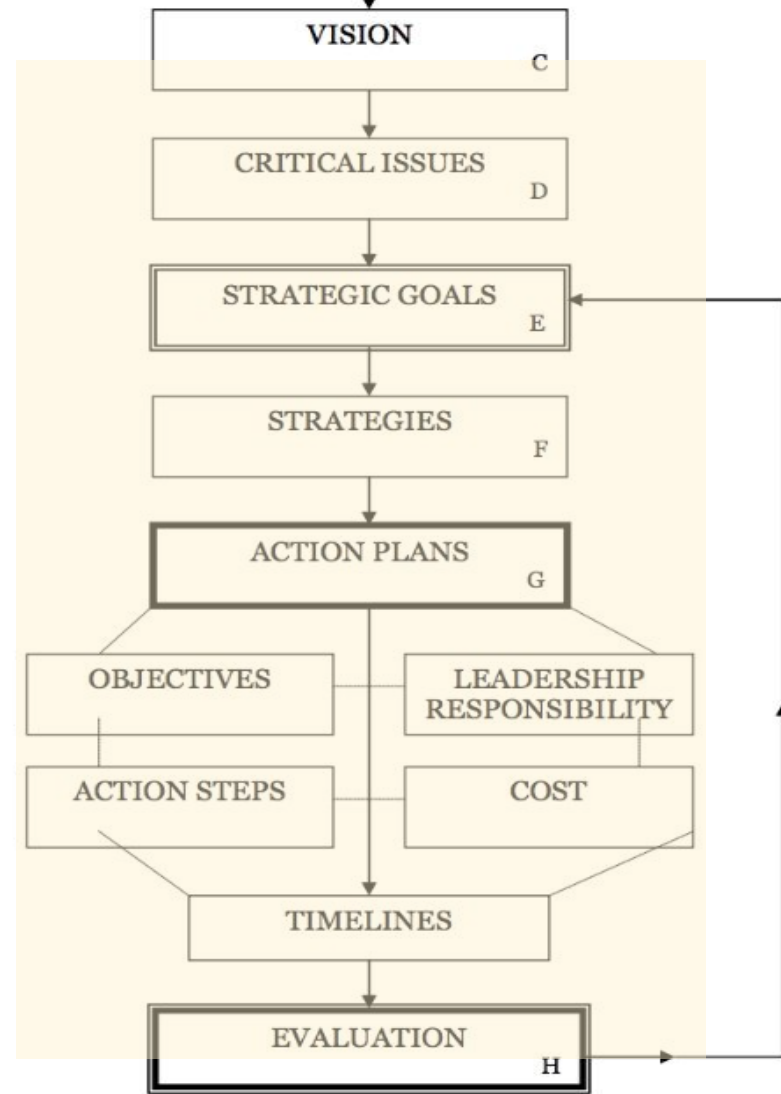 VISION
C
CRITICAL ISSUES
D
STRATEGIC GOALS
E
STRATEGIES
F
ACTION PLANS
G
OBJECTIVES
LEADERSHIP
RESPONSIBILITY
ACTION STEPS
COST
TIMELINES
EVALUATION
H